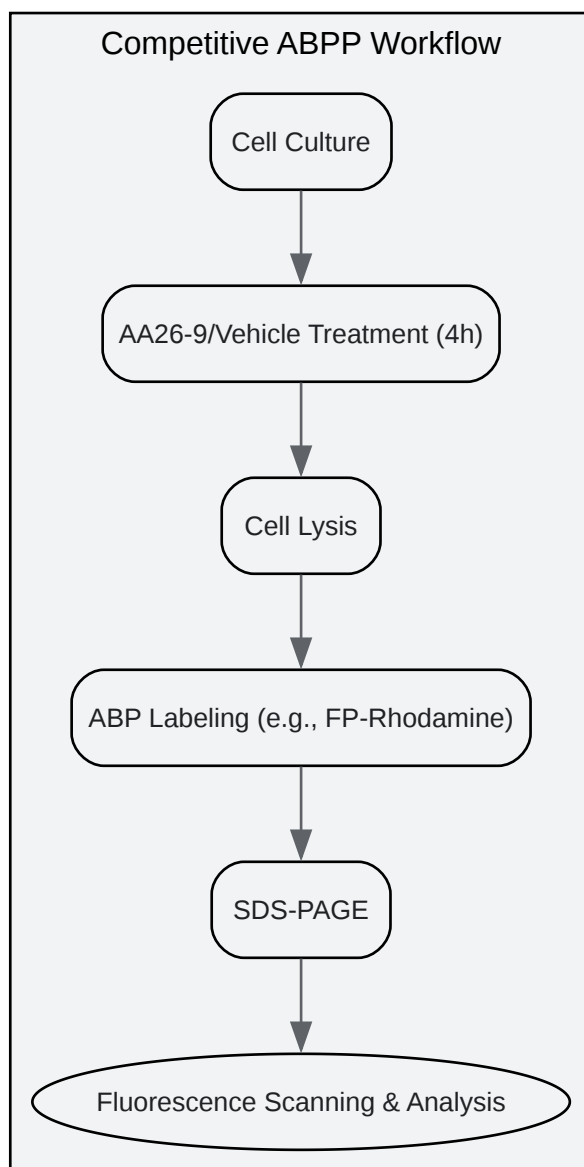 Competitive ABPP Workflow
Cell Culture
AA26-9/Vehicle Treatment (4h)
Cell Lysis
ABP Labeling (e.g., FP-Rhodamine)
SDS-PAGE
Fluorescence Scanning & Analysis